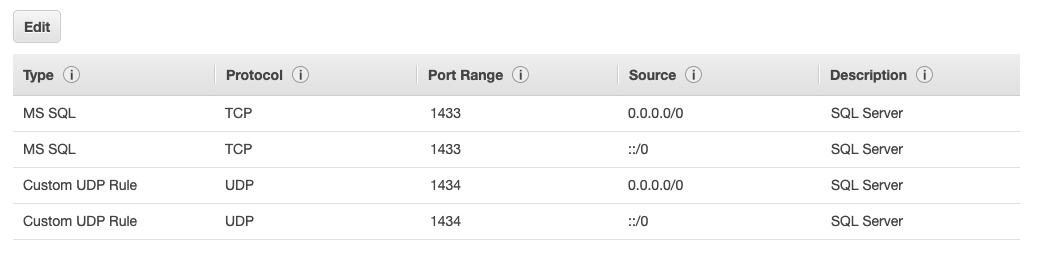 Edit
Type Protocol Port Range Source Description
MS SQL TCP 1433 0.0.0.0/0 SQL Server
MS SQL TCP 1433 ::/0 SQL Server
Custom UDP Rule UDP 1434 0.0.0.0/0 SQL Server
Custom UDP Rule UDP 1434 ::/0 SQL Server